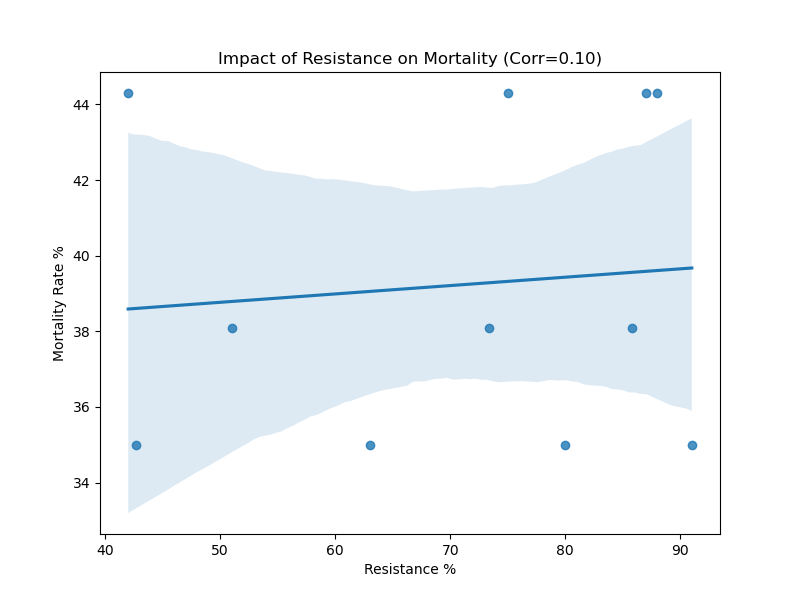 Impact of Resistance on Mortality (Corr=0.10)
44
42
40
38
36
34
Mortality Rate %
40 50 60 70 80 90
Resistance %